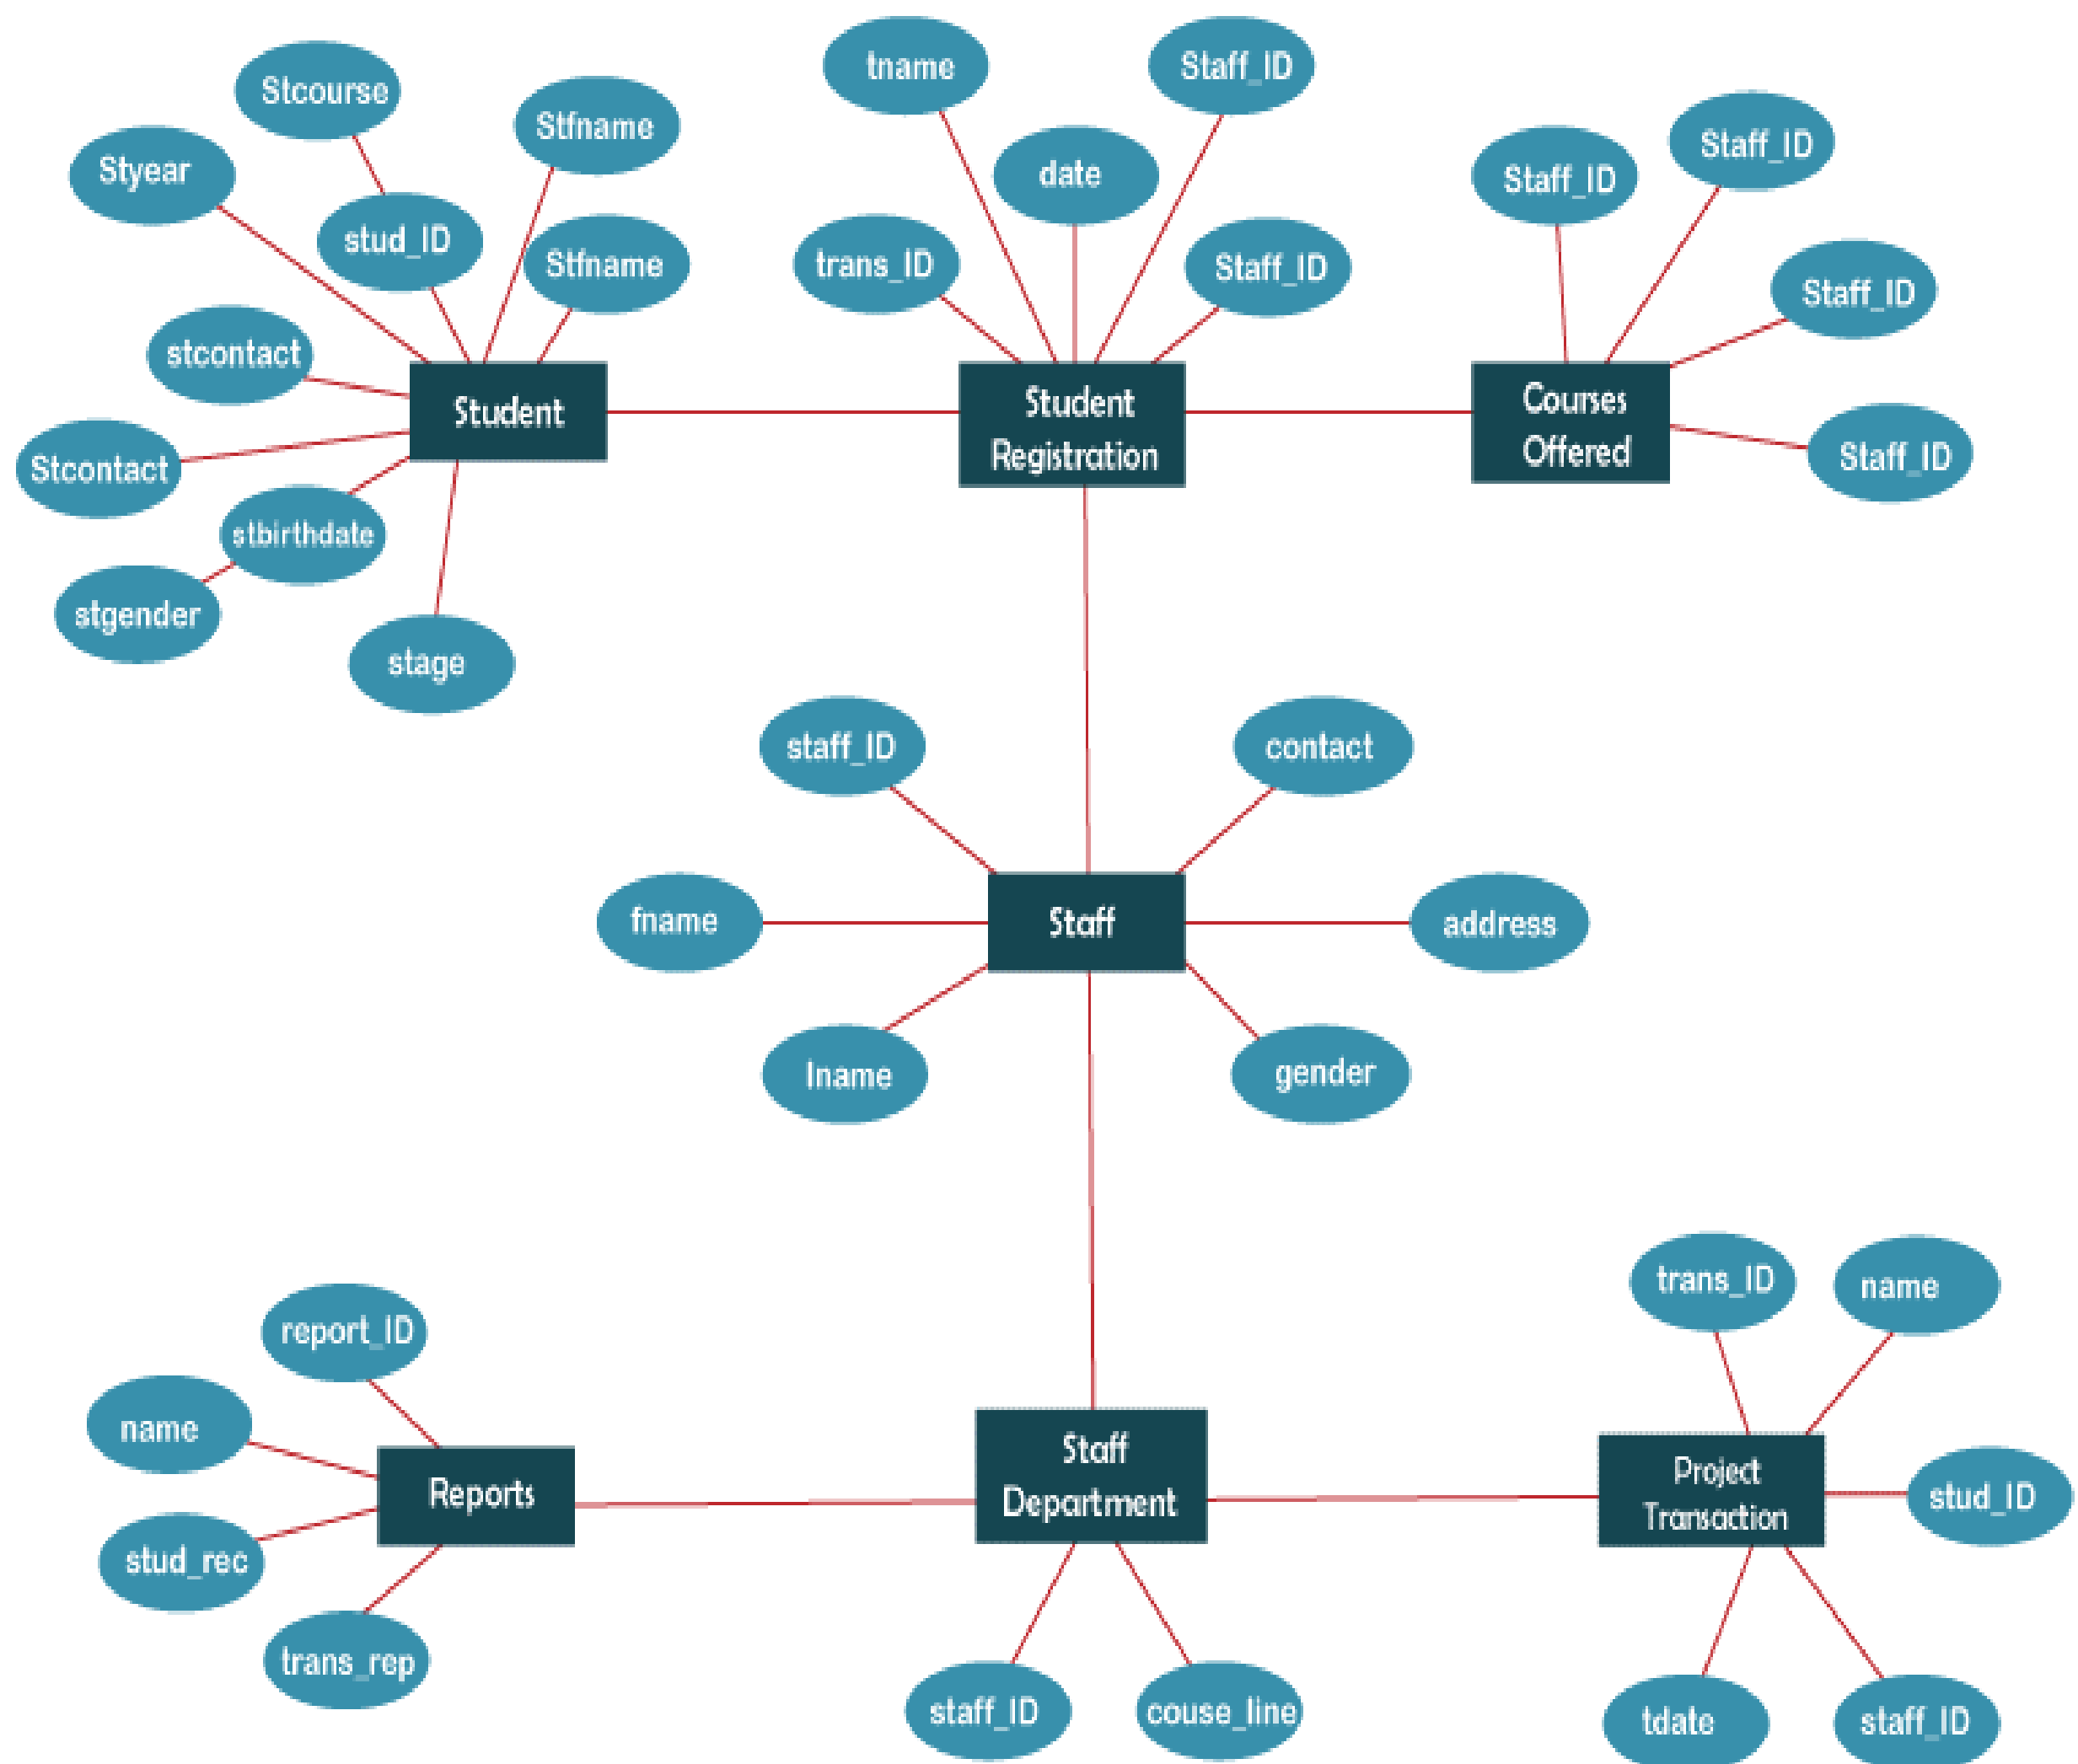 tname
Staff_ID
Stcourse
Stfname
Staff_ID
Styear
date
Staff_ID
stud_ID
Stfname
trans_ID
Staff_ID
Staff_ID
stcontact
Student
Student
Registration
Courses
Offered
Staff_ID
Stcontact
stbirthdate
stgender
stage
staff_ID
contact
fname
Staff
address
lname
gender
trans_ID
name
report_ID
name
Reports
Staff
Department
Project
Transaction
stud_ID
stud_rec
trans_rep
staff_ID
couse_line
tdate
staff_ID